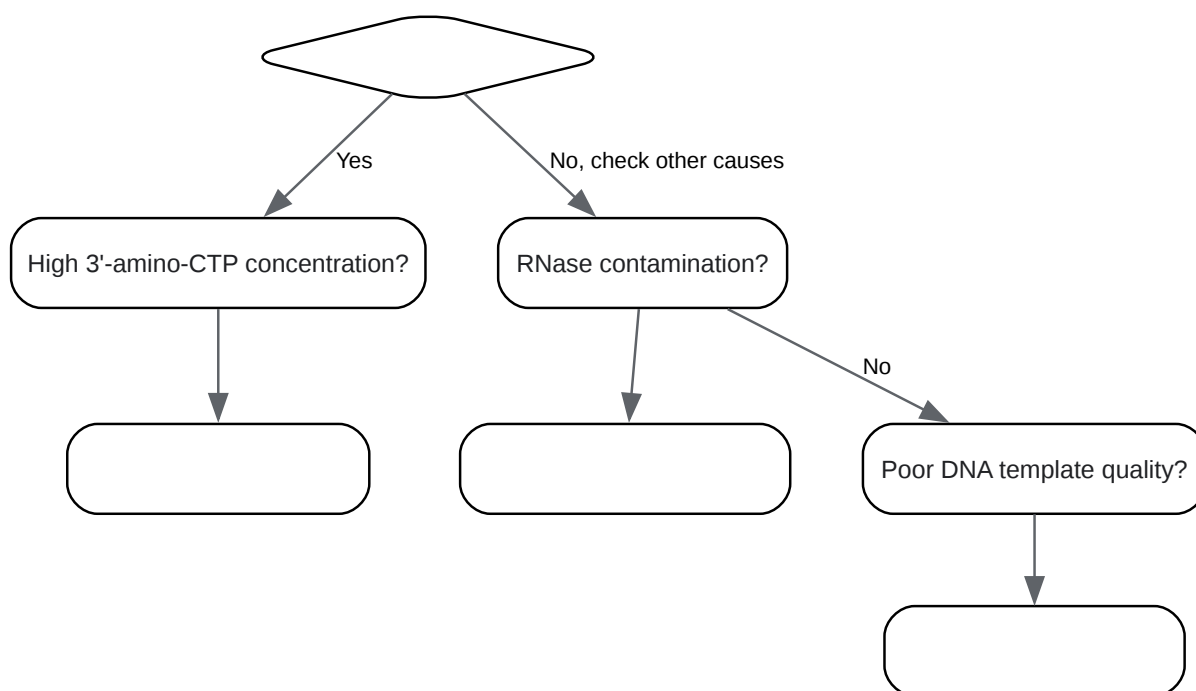 Yes
No, check other causes
High 3'-amino-CTP concentration?
RNase contamination?
No
Poor DNA template quality?